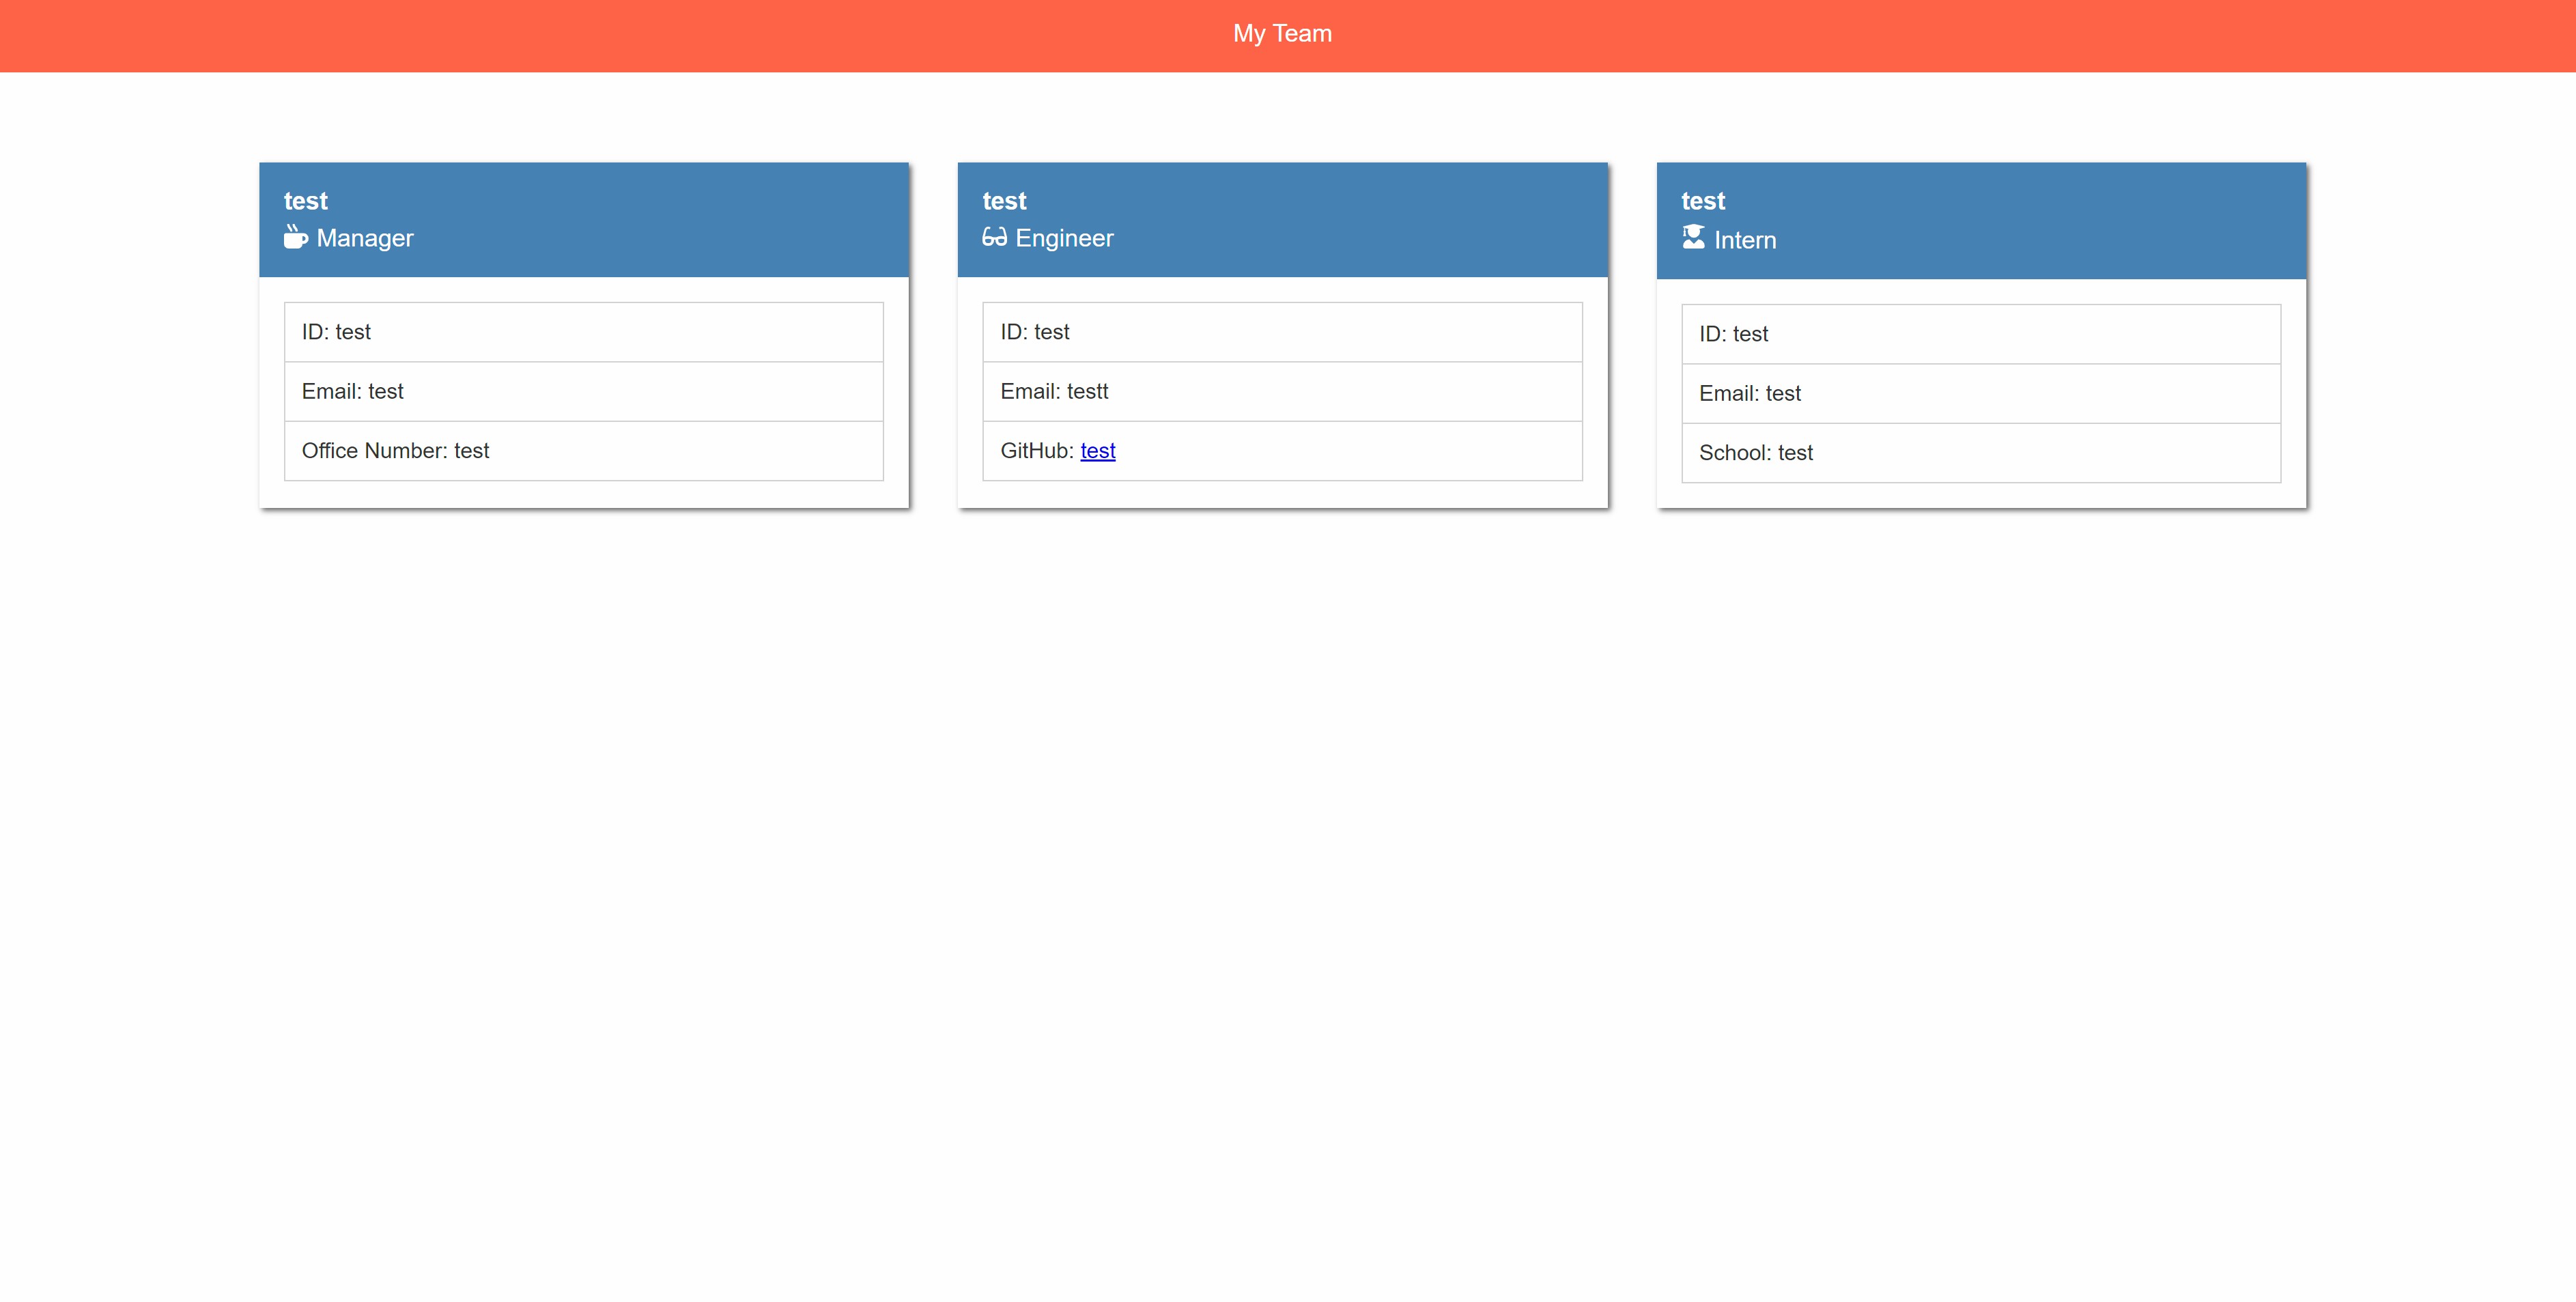 My Team
test
Manager
ID: test
Email: test
Office Number: test
test
Engineer
ID: test
Email: testt
GitHub: test
test
Intern
ID: test
Email: test
School: test